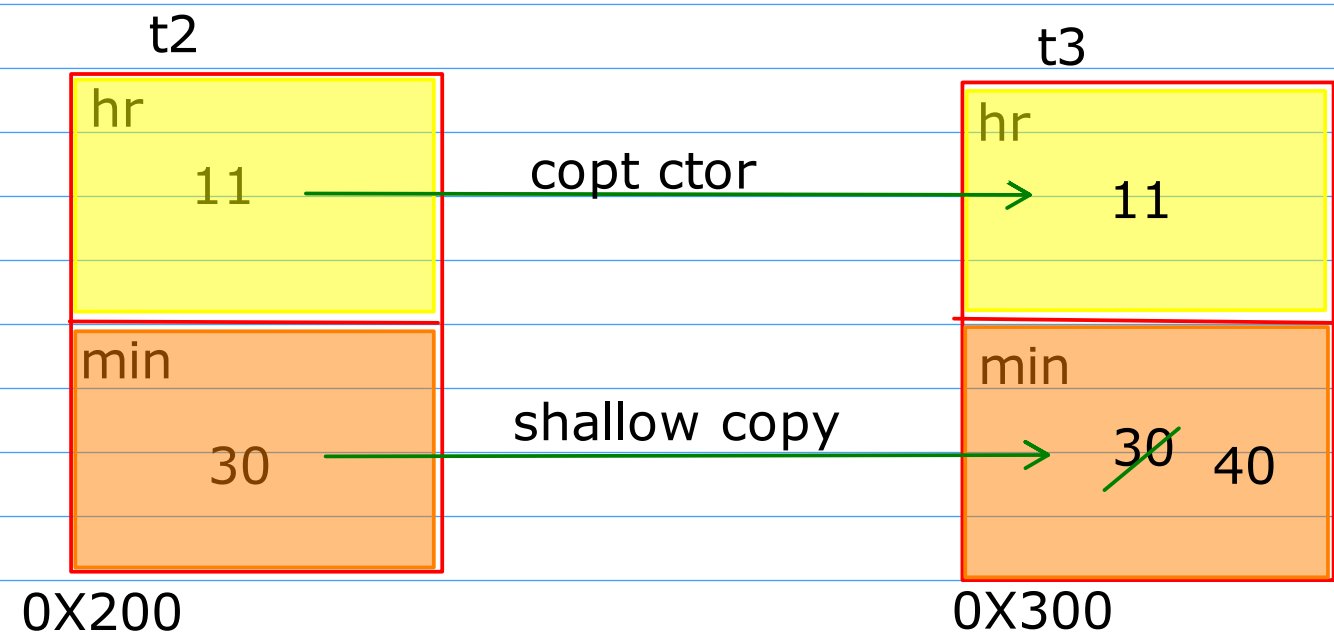 t2
t3
hr
hr
11
copt ctor
11
min
min
30
shallow copy
30 40
0X200
0X300